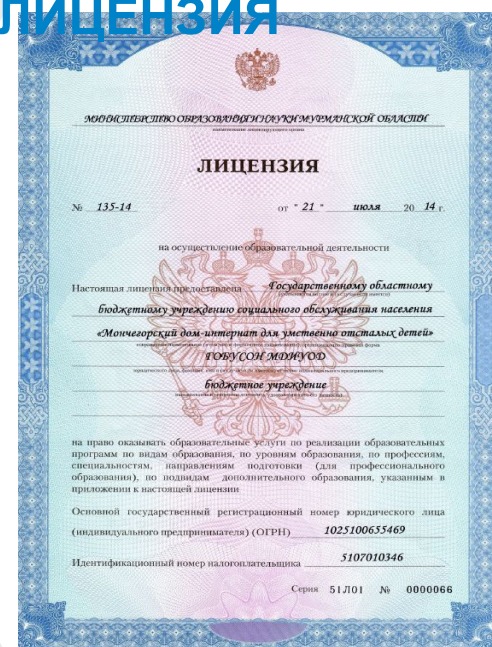 ЛИЦЕНЗИЯ
МИНИСТЕРСТВО ОБРАЗОВАНИЯ И НАУКИ МУРМАНСКОЙ ОБЛАСТИ
наименование лицензирующего органа
ЛИЦЕНЗИЯ
№ 135-14 от " 21 " июля 20 14 г.
на осуществление образовательной деятельности
Настоящая лицензия предоставлена Государственному областному
бюджетному учреждению социального обслуживания населения
«Мончегорский дом-интернат для умственно отсталых детей»
ГОБУСОН МДИУОД
бюджетное учреждение
на право оказывать образовательные услуги по реализации образовательных
программ по видам образования, по уровням образования, по профессиям,
специальностям, направлениям подготовки (для профессионального
образования), по подвидам дополнительного образования, указанным в
приложении к настоящей лицензии
Основной государственный регистрационный номер юридического лица
(индивидуального предпринимателя) (ОГРН) 1025100655469
Идентификационный номер налогоплательщика 5107010346
Серия 51Л01 № 0000066